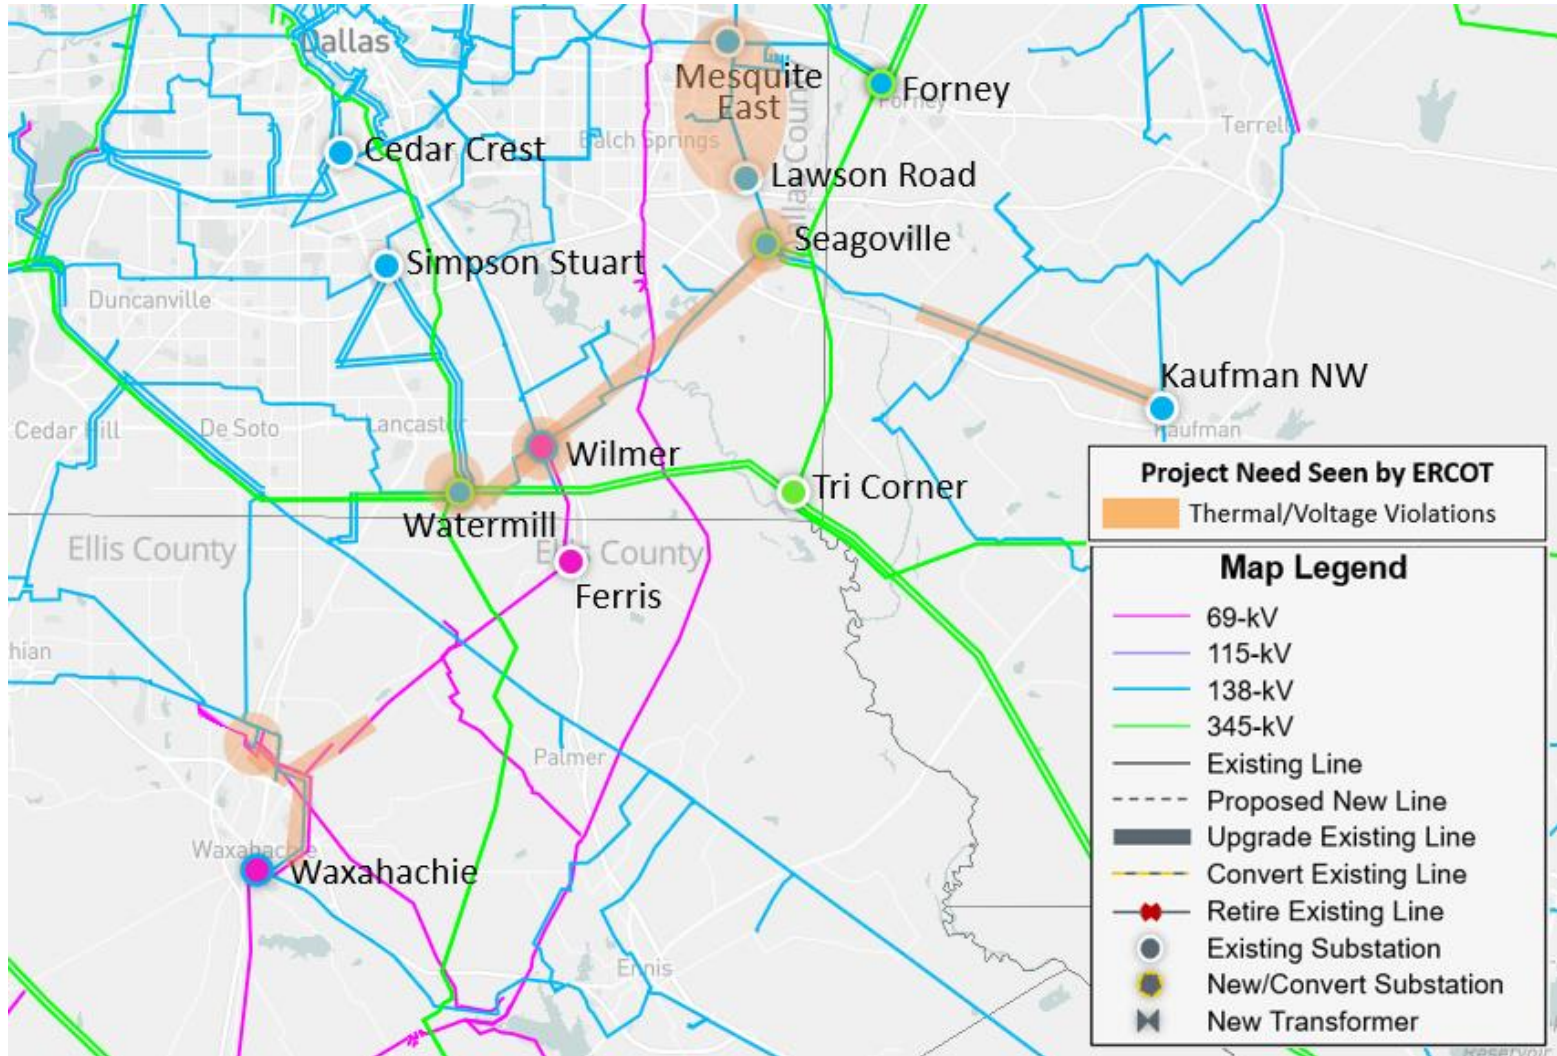 Dallas
Mesquite
East
Forney
Forney
Terrell
Cedar Crest
Balch Springs
Lawson Road
Seagoville
Simpson Stuart
Duncanville
Kaufman NW
Kaufman
Cedar Hill
De Soto
Lancaster
Wilmer
Tri Corner
Watermill
Ellis County
Ellis County
Ferris
hian
Palmer
Waxahachie
Waxahachie
Ennis
Project Need Seen by ERCOT
Thermal/Voltage Violations
Map Legend
69-kV
115-kV
138-kV
345-kV
Existing Line
Proposed New Line
Upgrade Existing Line
Convert Existing Line
Retire Existing Line
Existing Substation
New/Convert Substation
New Transformer
Reservoir